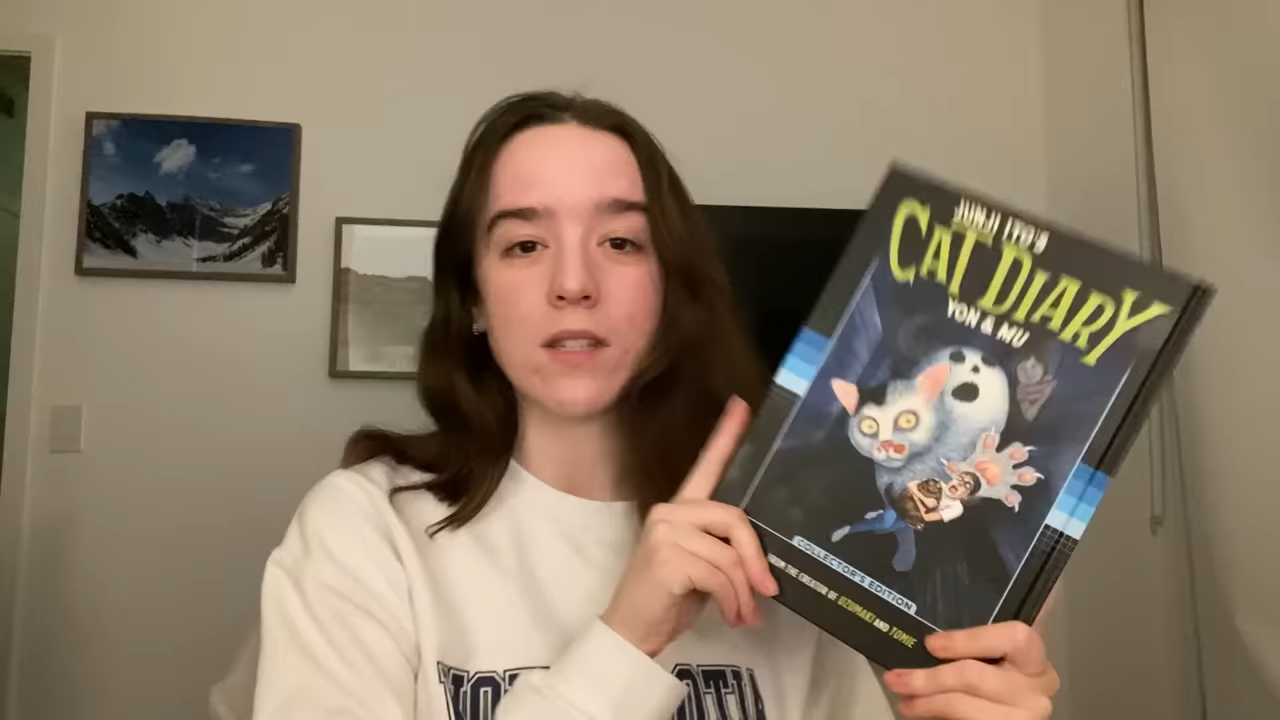 JUNJI ITO'S
CAT DIARY
YON & MU
COLLECTOR'S EDITION
FROM THE CREATOR OF UZUMAKI AND TOMIE